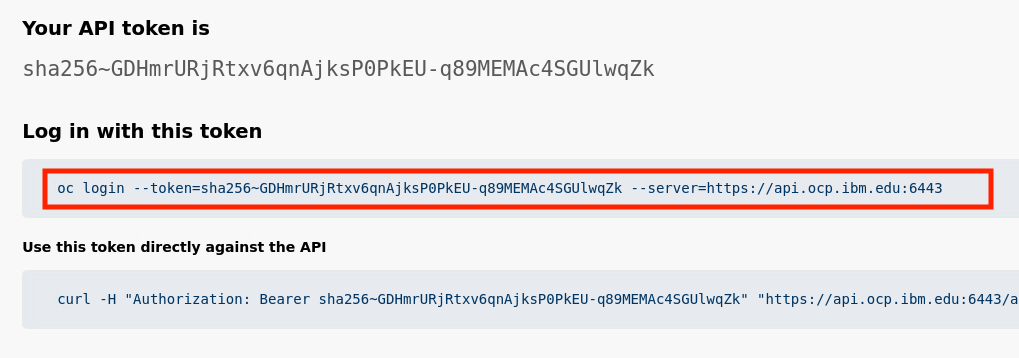 Your API token is
sha256~GDHmrURjRtxv6qnAjksP0PkEU-q89MEMAc4SGUlwqZk
Log in with this token
oc login --token=sha256~GDHmrURjRtxv6qnAjksP0PkEU-q89MEMAc4SGUlwqZk --server=https://api.ocp.ibm.edu:6443
Use this token directly against the API
curl -H "Authorization: Bearer sha256~GDHmrURjRtxv6qnAjksP0PkEU-q89MEMAc4SGUlwqZk" "https://api.ocp.ibm.edu:6443/a